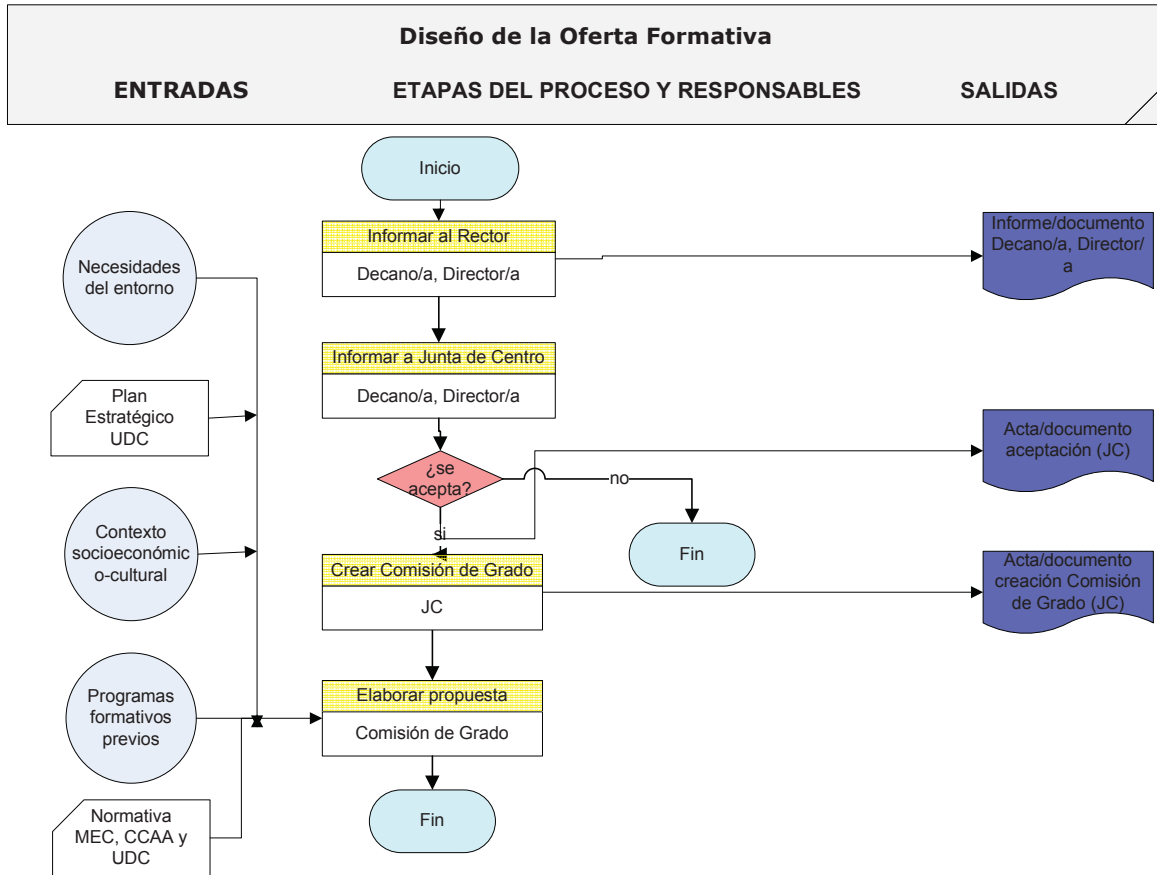 Diseño de la Oferta Formativa
ENTRADAS
ETAPAS DEL PROCESO Y RESPONSABLES
SALIDAS
Inicio
Informar al Rector
Decano/a, Director/a
Informe/documento
Decano/a, Director/
a
Necesidades
del entorno
Informar a Junta de Centro
Decano/a, Director/a
Plan
Estratégico
UDC
¿se
acepta?
no
si
Acta/documento
aceptación (JC)
Fin
Contexto
socioeconómic
o-cultural
Crear Comisión de Grado
JC
Acta/documento
creación Comisión
de Grado (JC)
Programas
formativos
previos
Elaborar propuesta
Comisión de Grado
Fin
Normativa
MEC, CCAA y
UDC